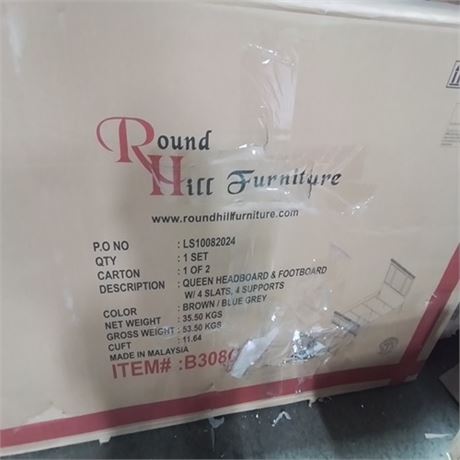 Round
Hill Furniture
www.roundhillfurniture.com
P.O NO : LS10082024
QTY : 1 SET
CARTON : 1 OF 2
DESCRIPTION : QUEEN HEADBOARD & FOOTBOARD
W/ 4 SLATS, 4 SUPPORTS
COLOR : BROWN / BLUE GREY
NET WEIGHT : 35.50 KGS
GROSS WEIGHT : 53.50 KGS
CUFT : 11.64
MADE IN MALAYSIA
ITEM# :B308